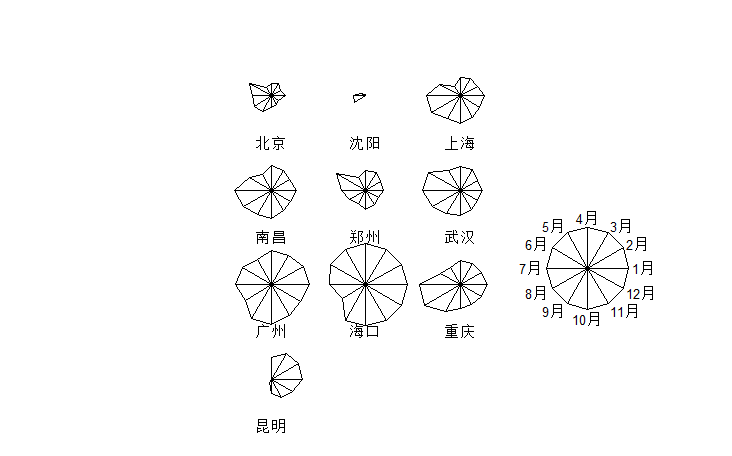 北京 沈阳 上海
南昌 郑州 武汉
广州 海口 重庆
昆明
4月
5月 3月
6月 2月
7月 1月
8月 12月
9月 11月
10月